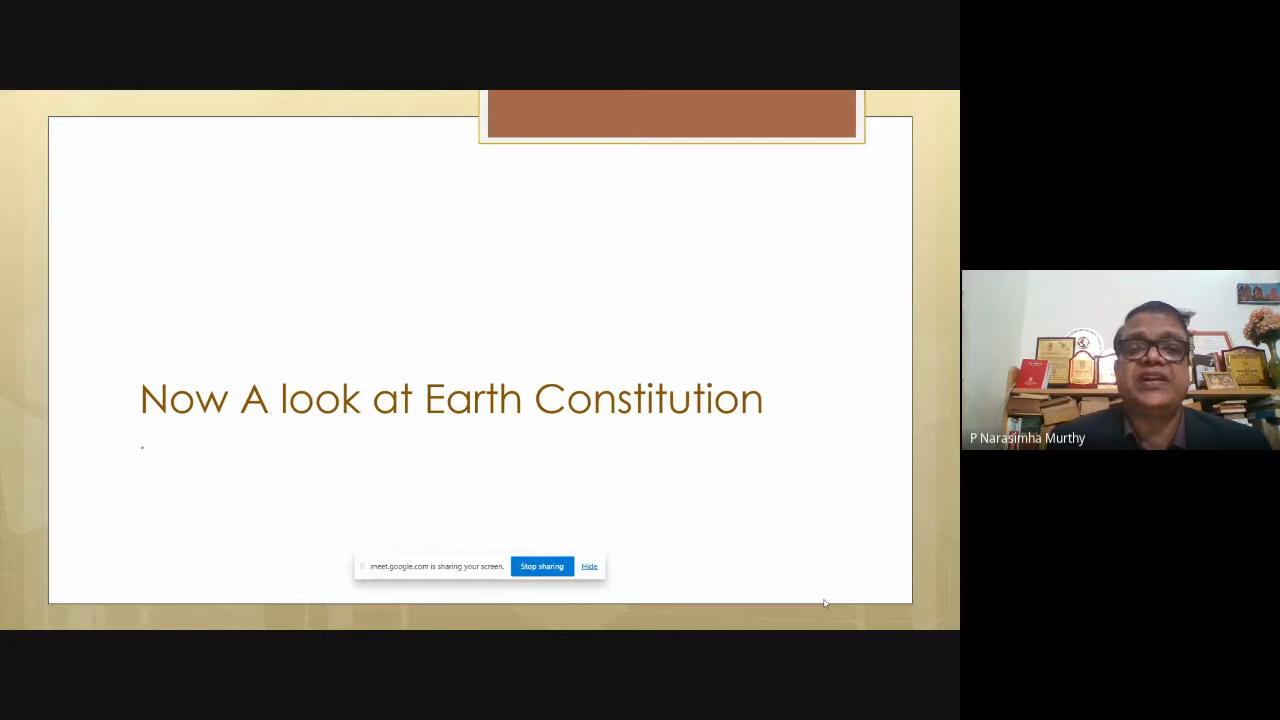 Now A look at Earth Constitution
meet.google.com is sharing your screen.
Stop sharing
Hide
P Narasimha Murthy